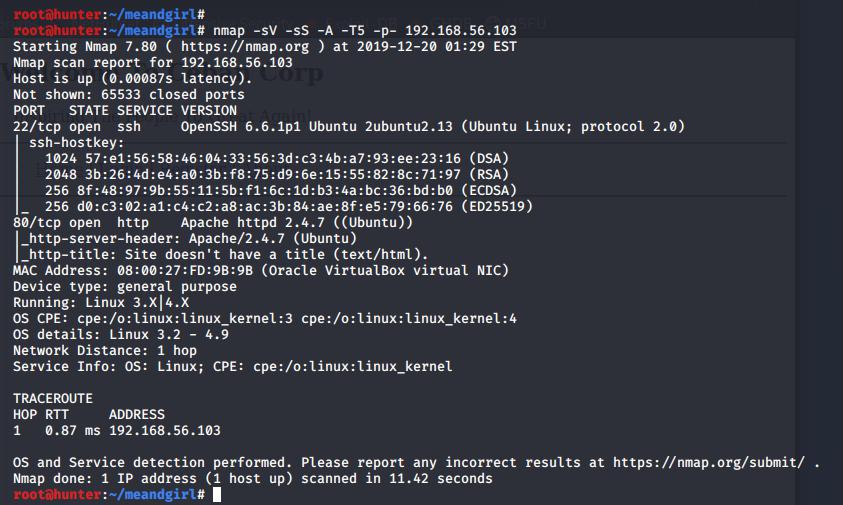 root@hunter:~/meandgirl#
root@hunter:~/meandgirl# nmap -sV -sS -A -T5 -p- 192.168.56.103
Starting Nmap 7.80 ( https://nmap.org ) at 2019-12-20 01:29 EST
Nmap scan report for 192.168.56.103
Host is up (0.00087s latency).
Not shown: 65533 closed ports
PORT   STATE SERVICE VERSION
22/tcp open  ssh     OpenSSH 6.6.1p1 Ubuntu 2ubuntu2.13 (Ubuntu Linux; protocol 2.0)
| ssh-hostkey:
|   1024 57:e1:56:58:46:04:33:56:3d:c3:4b:a7:93:ee:23:16 (DSA)
|   2048 3b:26:4d:e4:a0:3b:f8:75:d9:6e:15:55:82:8c:71:97 (RSA)
|   256 8f:48:97:9b:55:11:5b:f1:6c:1d:b3:4a:bc:36:bd:b0 (ECDSA)
|_  256 d0:c3:02:a1:c4:c2:a8:ac:3b:84:ae:8f:e5:79:66:76 (ED25519)
80/tcp open  http    Apache httpd 2.4.7 ((Ubuntu))
|_http-server-header: Apache/2.4.7 (Ubuntu)
|_http-title: Site doesn't have a title (text/html).
MAC Address: 08:00:27:FD:9B:9B (Oracle VirtualBox virtual NIC)
Device type: general purpose
Running: Linux 3.X|4.X
OS CPE: cpe:/o:linux:linux_kernel:3 cpe:/o:linux:linux_kernel:4
OS details: Linux 3.2 - 4.9
Network Distance: 1 hop
Service Info: OS: Linux; CPE: cpe:/o:linux:linux_kernel

TRACEROUTE
HOP RTT     ADDRESS
1   0.87 ms 192.168.56.103

OS and Service detection performed. Please report any incorrect results at https://nmap.org/submit/ .
Nmap done: 1 IP address (1 host up) scanned in 11.42 seconds
root@hunter:~/meandgirl#